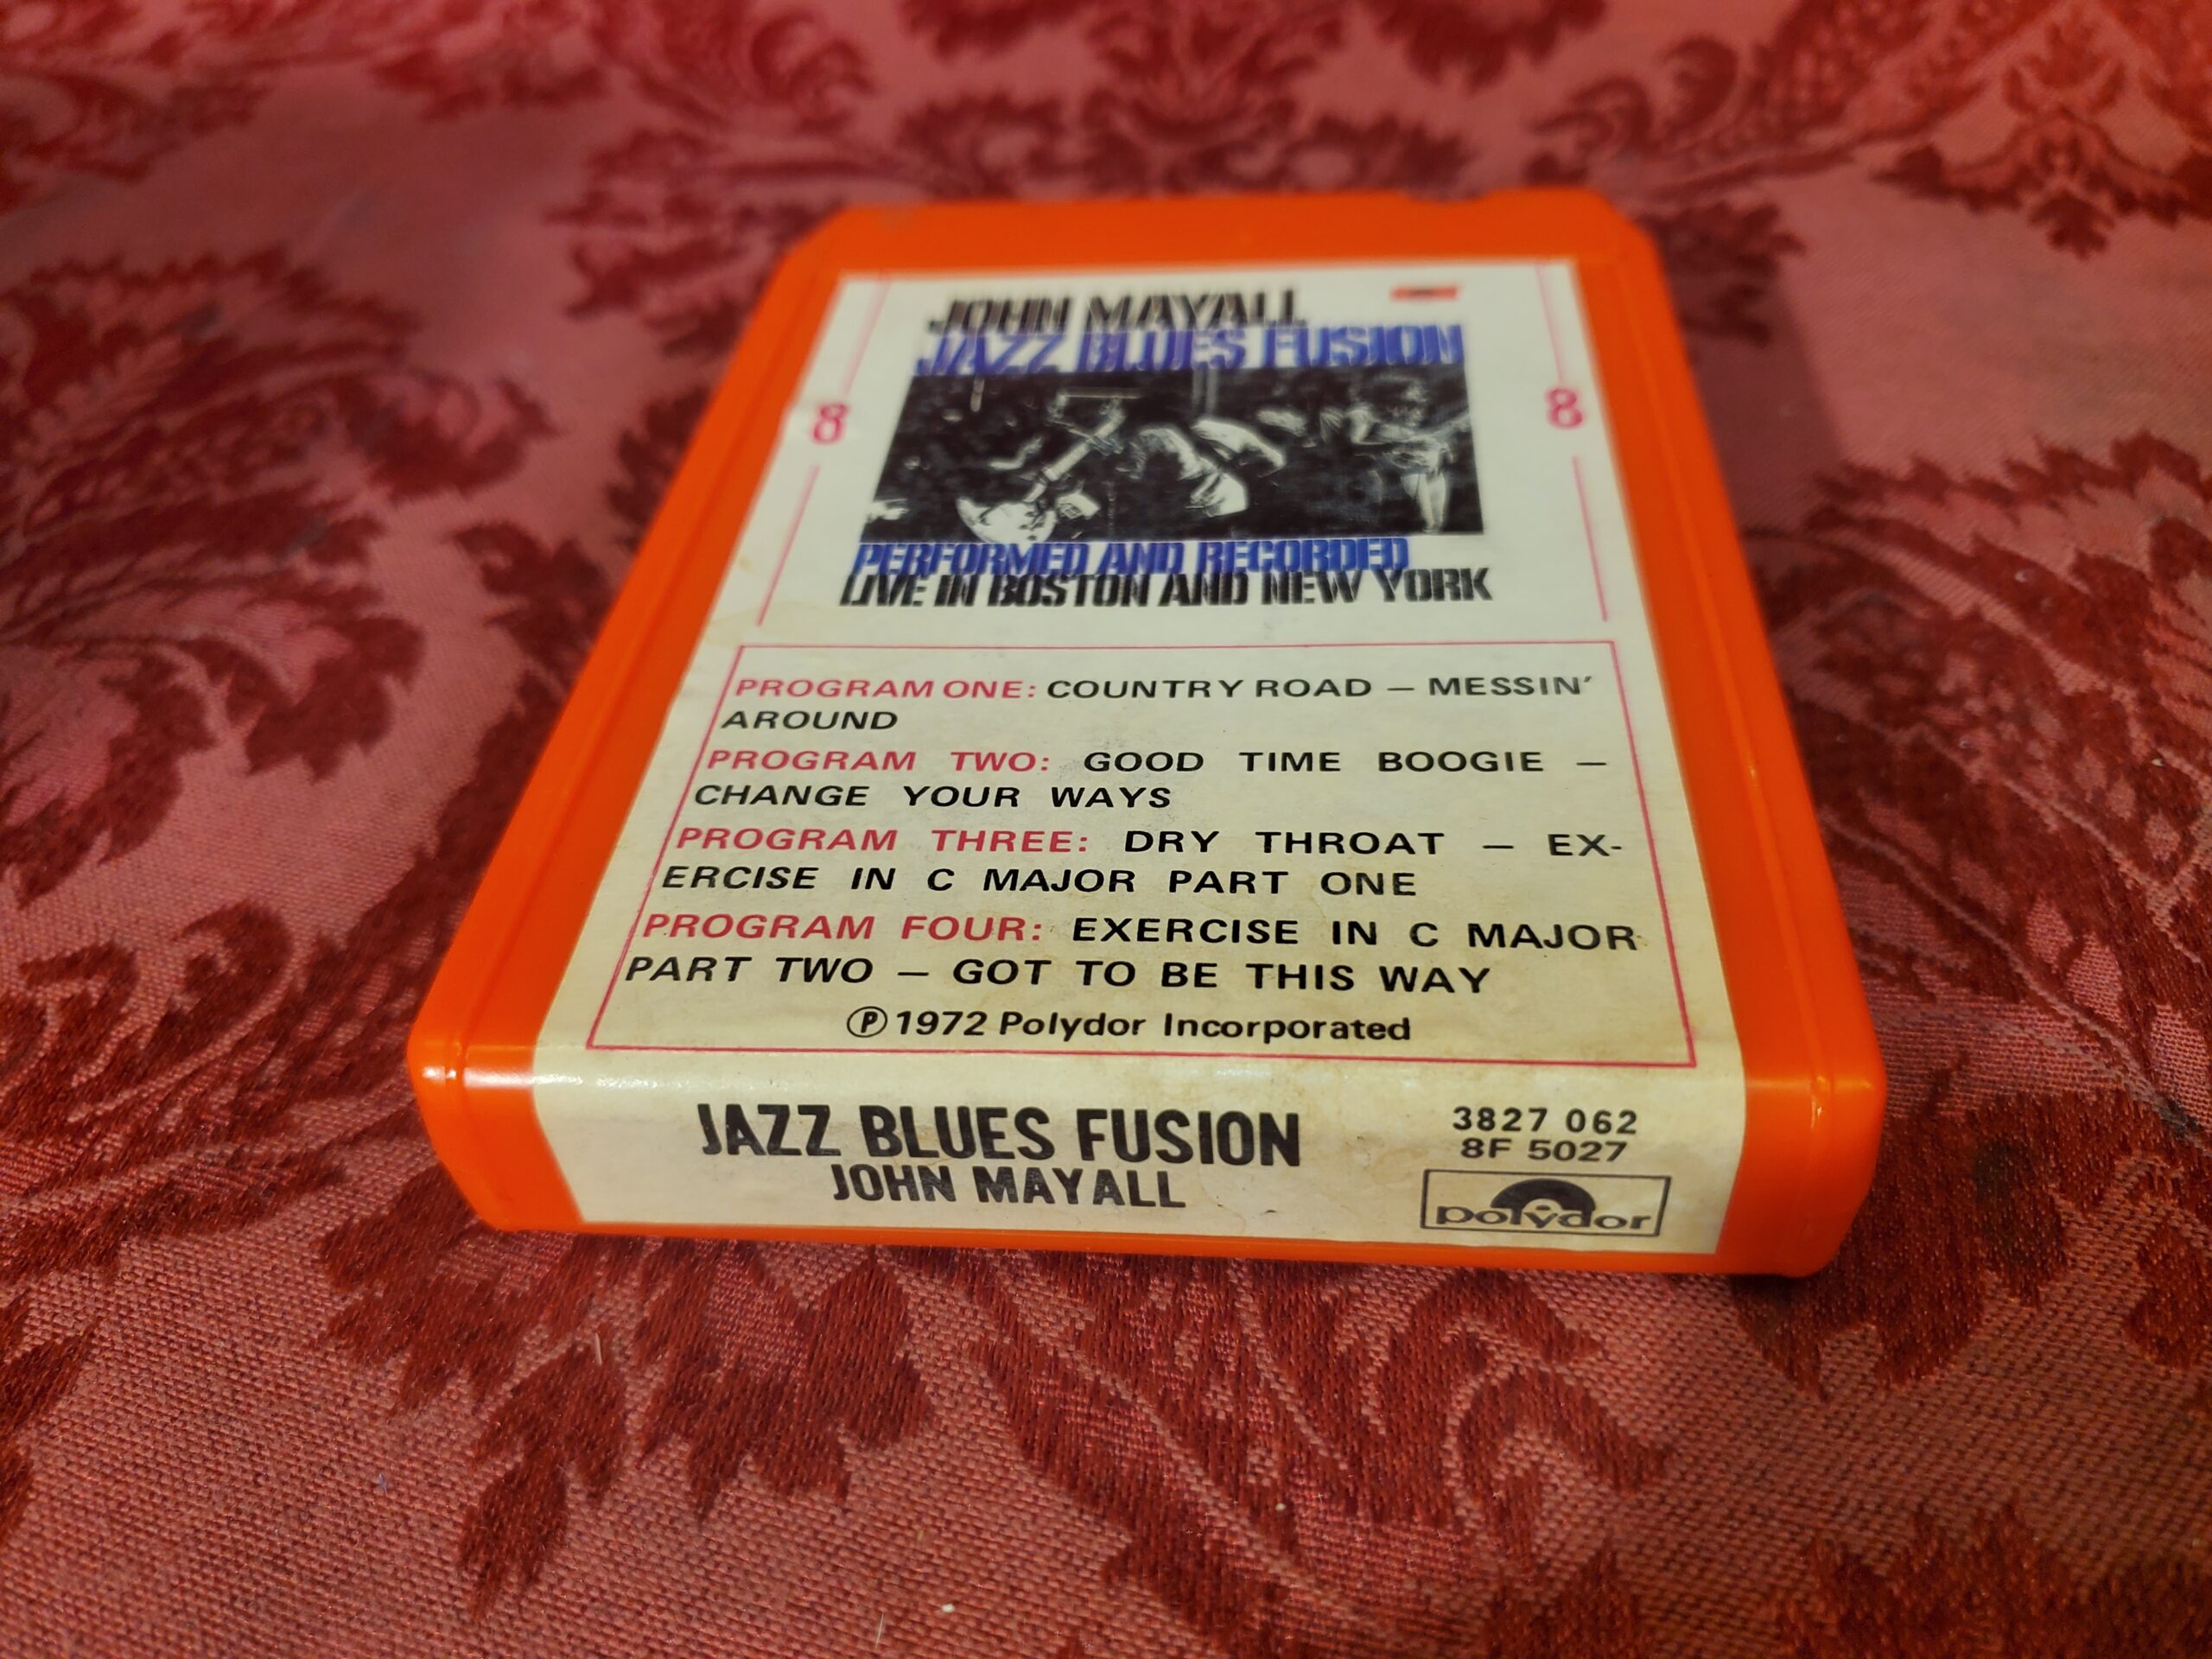 JOHN MAYALL
JAZZ BLUES FUSION
8 8
PERFORMED AND RECORDED
LIVE IN BOSTON AND NEW YORK
PROGRAM ONE: COUNTRY ROAD — MESSIN'
AROUND
PROGRAM TWO: GOOD TIME BOOGIE —
CHANGE YOUR WAYS
PROGRAM THREE: DRY THROAT — EX-
ERCISE IN C MAJOR PART ONE
PROGRAM FOUR: EXERCISE IN C MAJOR
PART TWO — GOT TO BE THIS WAY
Ⓟ 1972 Polydor Incorporated
JAZZ BLUES FUSION
JOHN MAYALL
3827 062
8F 5027
polydor